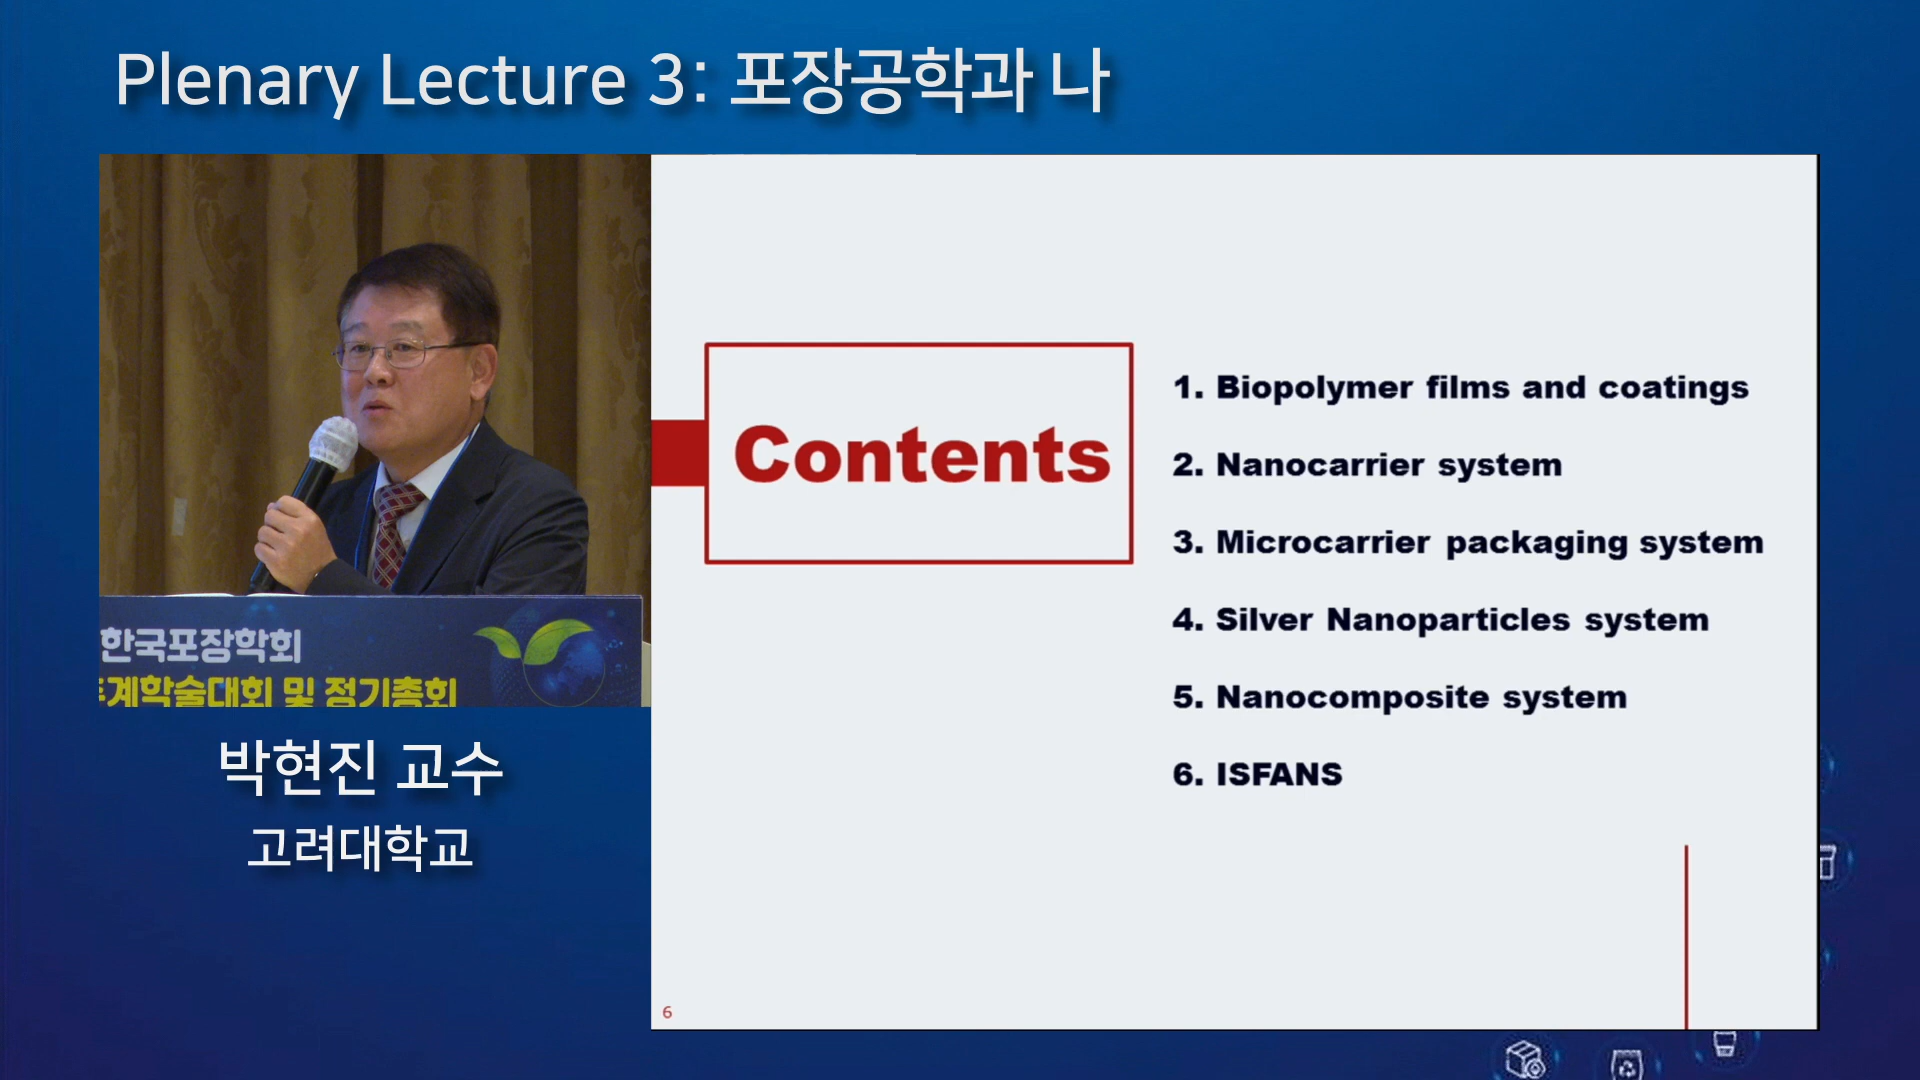 Plenary Lecture 3: 포장공학과 나
한국포장학회
계학술대회 및 정기총회
박현진 교수
고려대학교
Contents
1. Biopolymer films and coatings
2. Nanocarrier system
3. Microcarrier packaging system
4. Silver Nanoparticles system
5. Nanocomposite system
6. ISFANS
6